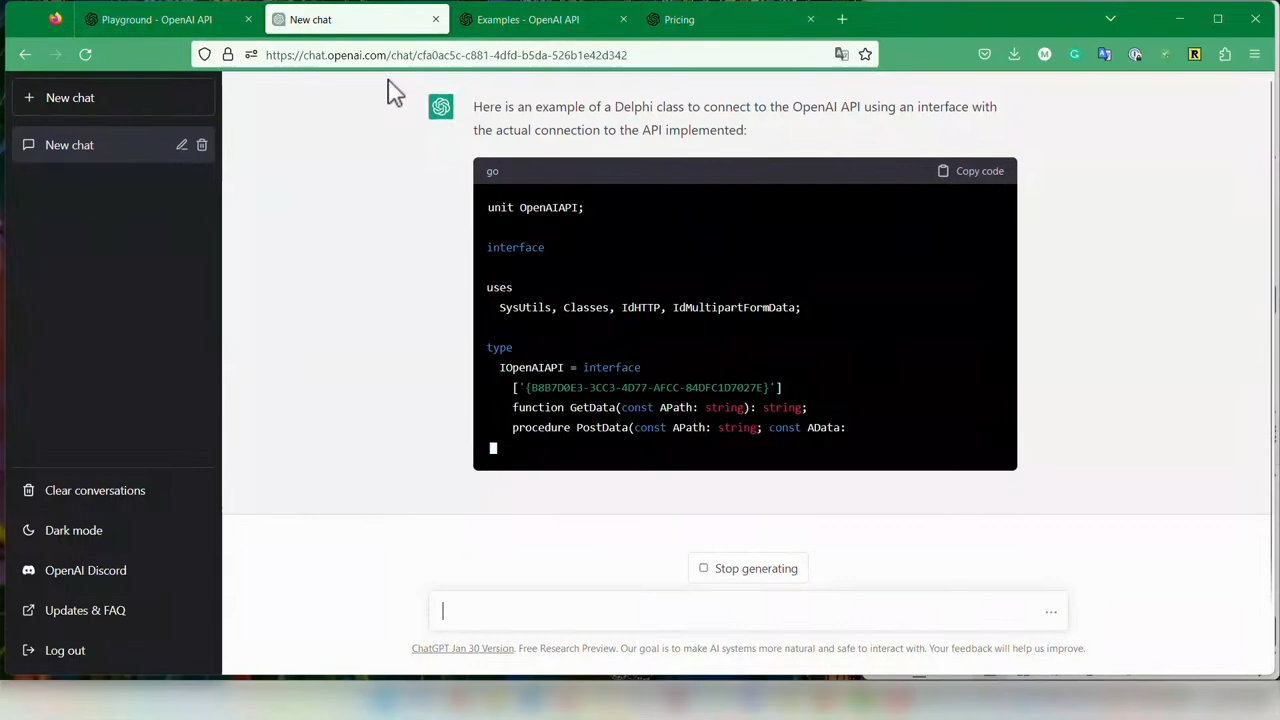 Playground - OpenAI API
New chat
Examples - OpenAI API
Pricing
https://chat.openai.com/chat/cfa0ac5c-c881-4dfd-b5da-526b1e42d342
New chat
New chat
Clear conversations
Dark mode
OpenAI Discord
Updates & FAQ
Log out
Here is an example of a Delphi class to connect to the OpenAI API using an interface with
the actual connection to the API implemented:
go
Copy code
unit OpenAIAPI;
interface
uses
SysUtils, Classes, IdHTTP, IdMultipartFormData;
type
IOpenAIAPI = interface
['{B8B7D0E3-3CC3-4D77-AFCC-84DFC1D7027E}']
function GetData(const APath: string): string;
procedure PostData(const APath: string; const AData:
Stop generating
ChatGPT Jan 30 Version. Free Research Preview. Our goal is to make AI systems more natural and safe to interact with. Your feedback will help us improve.